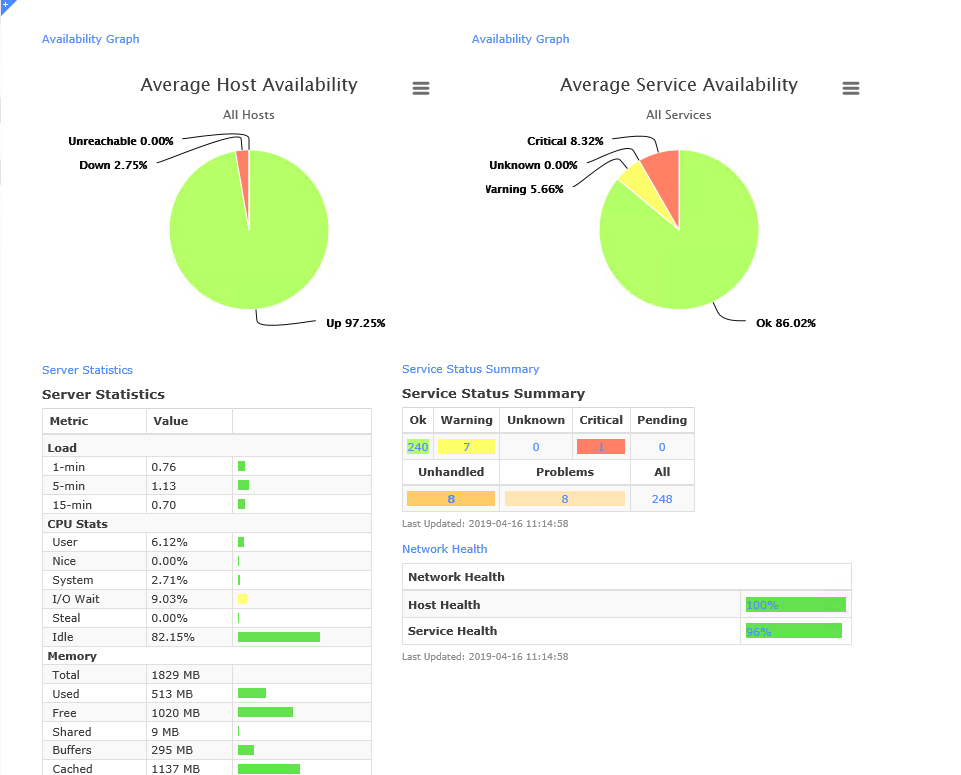 Availability Graph
Average Host Availability
All Hosts
Unreachable 0.00%
Down 2.75%
Up 97.25%
Availability Graph
Average Service Availability
All Services
Critical 8.32%
Unknown 0.00%
Warning 5.66%
Ok 86.02%
Server Statistics
Server Statistics
Metric Value
Load
1-min 0.76
5-min 1.13
15-min 0.70
CPU Stats
User 6.12%
Nice 0.00%
System 2.71%
I/O Wait 9.03%
Steal 0.00%
Idle 82.15%
Memory
Total 1829 MB
Used 513 MB
Free 1020 MB
Shared 9 MB
Buffers 295 MB
Cached 1137 MB
Service Status Summary
Service Status Summary
Ok Warning Unknown Critical Pending
240 7 0 1 0
Unhandled Problems All
8 8 248
Last Updated: 2019-04-16 11:14:58
Network Health
Network Health
Host Health 100%
Service Health 96%
Last Updated: 2019-04-16 11:14:58